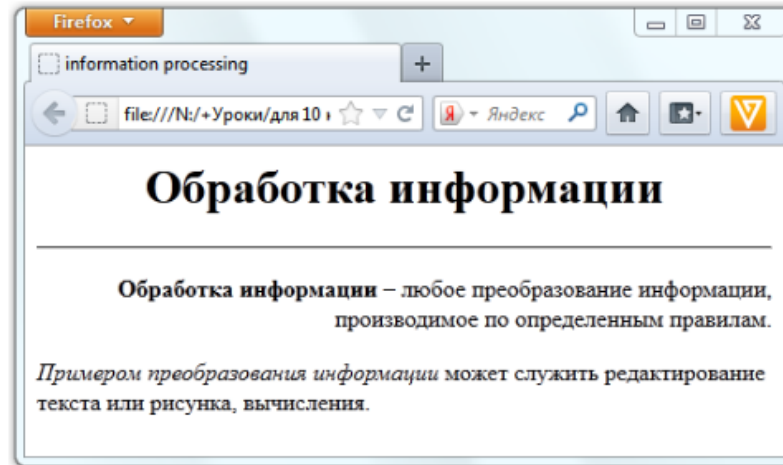 Firefox
information processing
file:///N:/+Уроки/для 10 Яндекс
Обработка информации
Обработка информации – любое преобразование информации,
производимое по определенным правилам.
Примером преобразования информации может служить редактирование
текста или рисунка, вычисления.